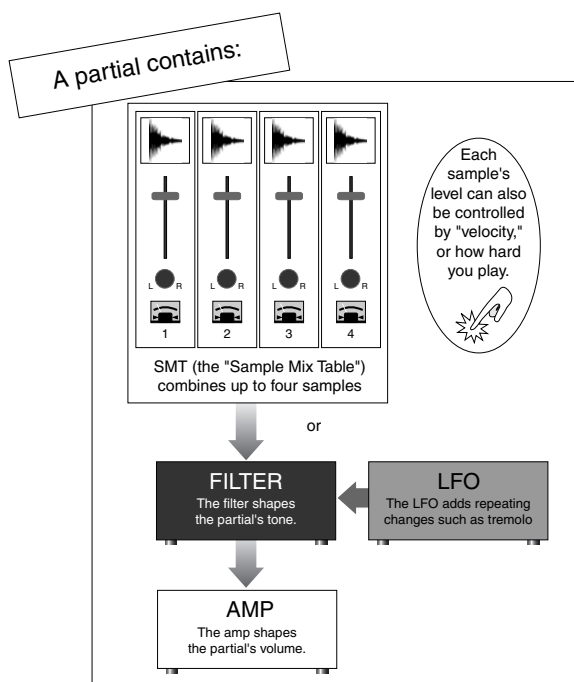 A partial contains:
Each
sample's
level can also
be controlled
by "velocity,"
or how hard
you play.
L R L R L R L R
1 2 3 4
SMT (the "Sample Mix Table")
combines up to four samples
or
FILTER
The filter shapes
the partial's tone.
LFO
The LFO adds repeating
changes such as tremolo
AMP
The amp shapes
the partial's volume.